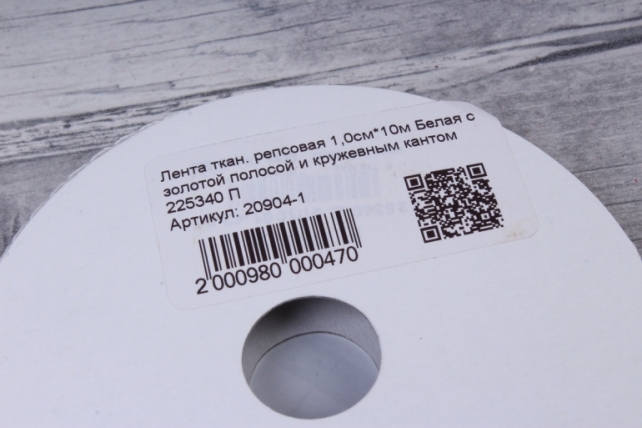 Лента ткан. репсовая 1,0см*10м Белая с
золотой полосой и кружевным кантом
225340 П
Артикул: 20904-1
2 000980 000470